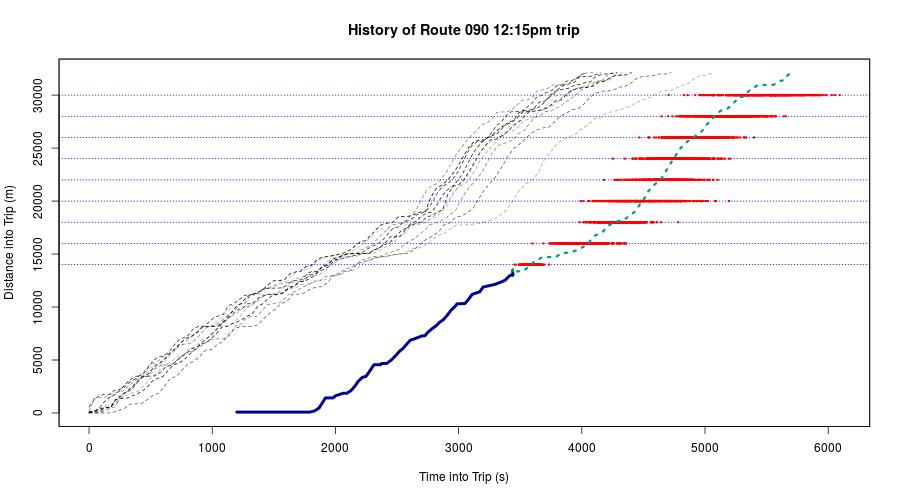 History of Route 090 12:15pm trip
Distance into Trip (m)
30000
25000
20000
15000
10000
5000
0
0 1000 2000 3000 4000 5000 6000
Time into Trip (s)